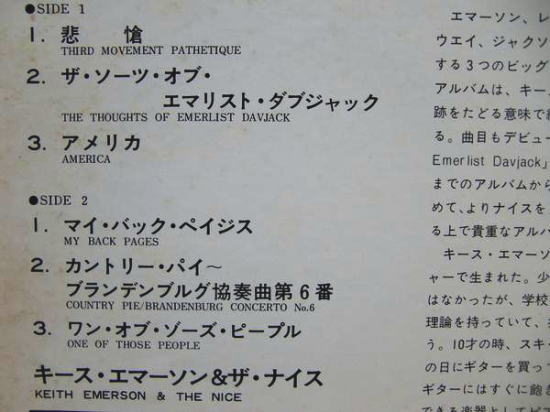 ●SIDE 1
1. 悲愴
THIRD MOVEMENT PATHETIQUE
2. ザ・ソーツ・オブ・
エマリスト・ダブジャック
THE THOUGHTS OF EMERLIST DAVJACK
3. アメリカ
AMERICA
●SIDE 2
1. マイ・バック・ペイジス
MY BACK PAGES
2. カントリー・パイ〜
ブランデンブルグ協奏曲第6番
COUNTRY PIE/BRANDENBURG CONCERTO No.6
3. ワン・オブ・ゾーズ・ピープル
ONE OF THOSE PEOPLE
キース・エマーソン&ザ・ナイス
KEITH EMERSON & THE NICE
エマーソン、レ
ウエイ、ジャクソ
する3つのビッグ
アルバムは、キー
跡をたどる意味で
る。曲目もデビュー
Emerlist Davjack」
までのアルバムから
めて、よりナイスを
る上で貴重なアルバ
キース・エマーソ
ャーで生まれた。少
はなかったが、学校
理論を持っていて、
う。10才の時、スキ
の日にギターを買って
ギターにはすぐに飽き
できる楽器としてピ